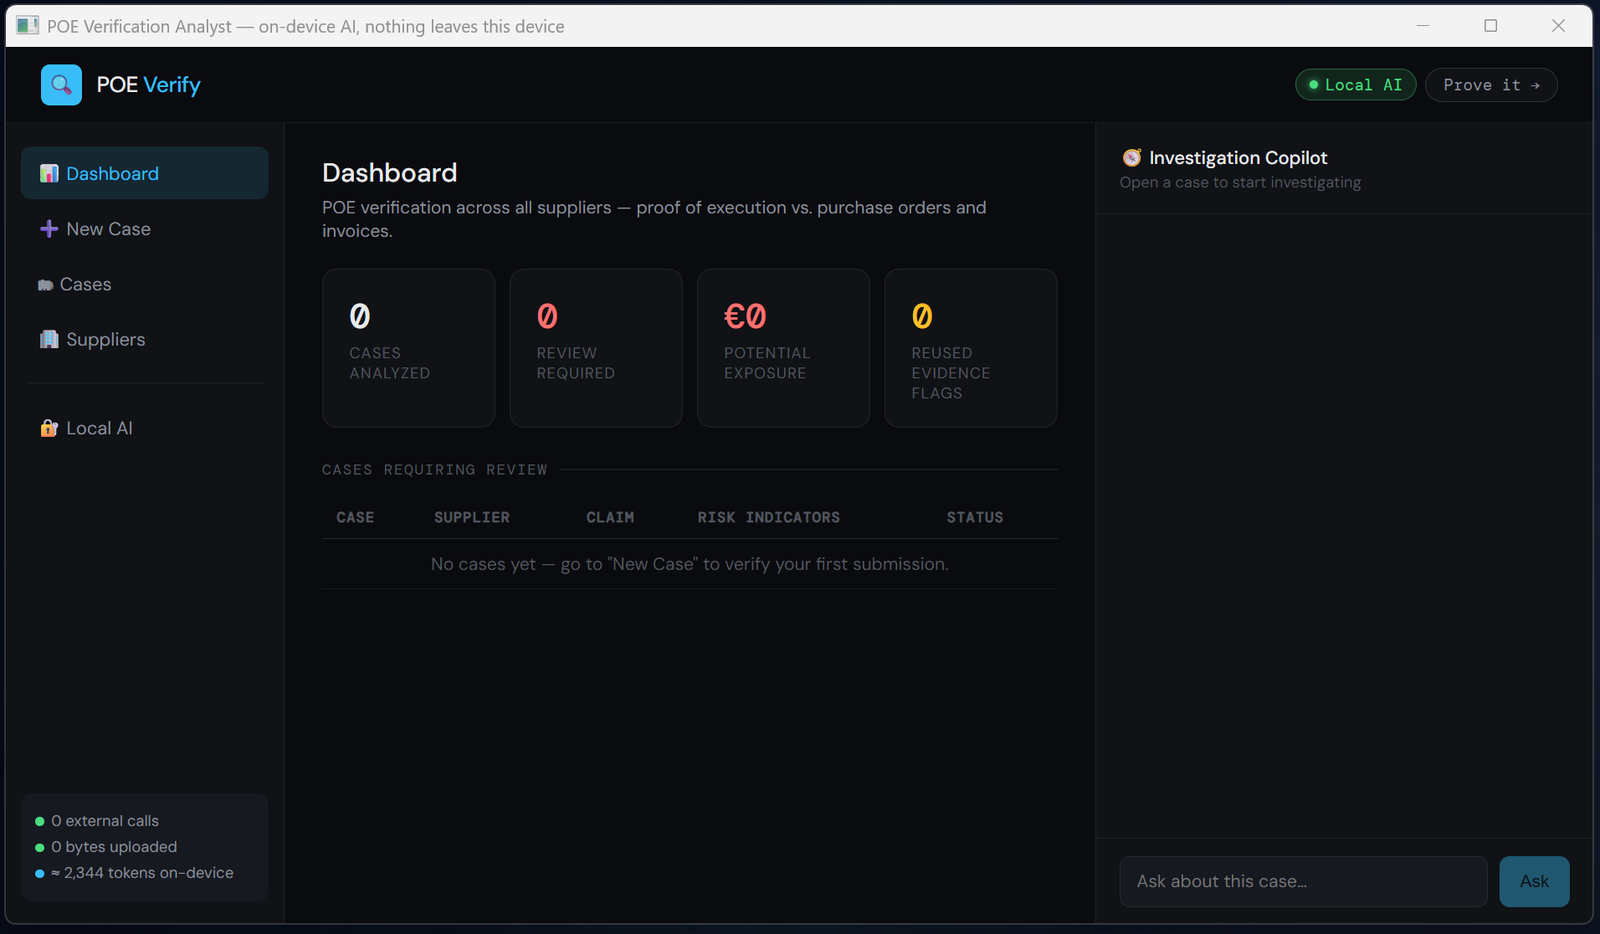 POE Verification Analyst — on-device AI, nothing leaves this device
POE Verify
Local AI
Prove it →
Dashboard
New Case
Cases
Suppliers
Local AI
0 external calls
0 bytes uploaded
≈ 2,344 tokens on-device
Dashboard
POE verification across all suppliers — proof of execution vs. purchase orders and
invoices.
0
CASES
ANALYZED
0
REVIEW
REQUIRED
€0
POTENTIAL
EXPOSURE
0
REUSED
EVIDENCE
FLAGS
CASES REQUIRING REVIEW
CASE SUPPLIER CLAIM RISK INDICATORS STATUS
No cases yet — go to "New Case" to verify your first submission.
Investigation Copilot
Open a case to start investigating
Ask about this case...
Ask